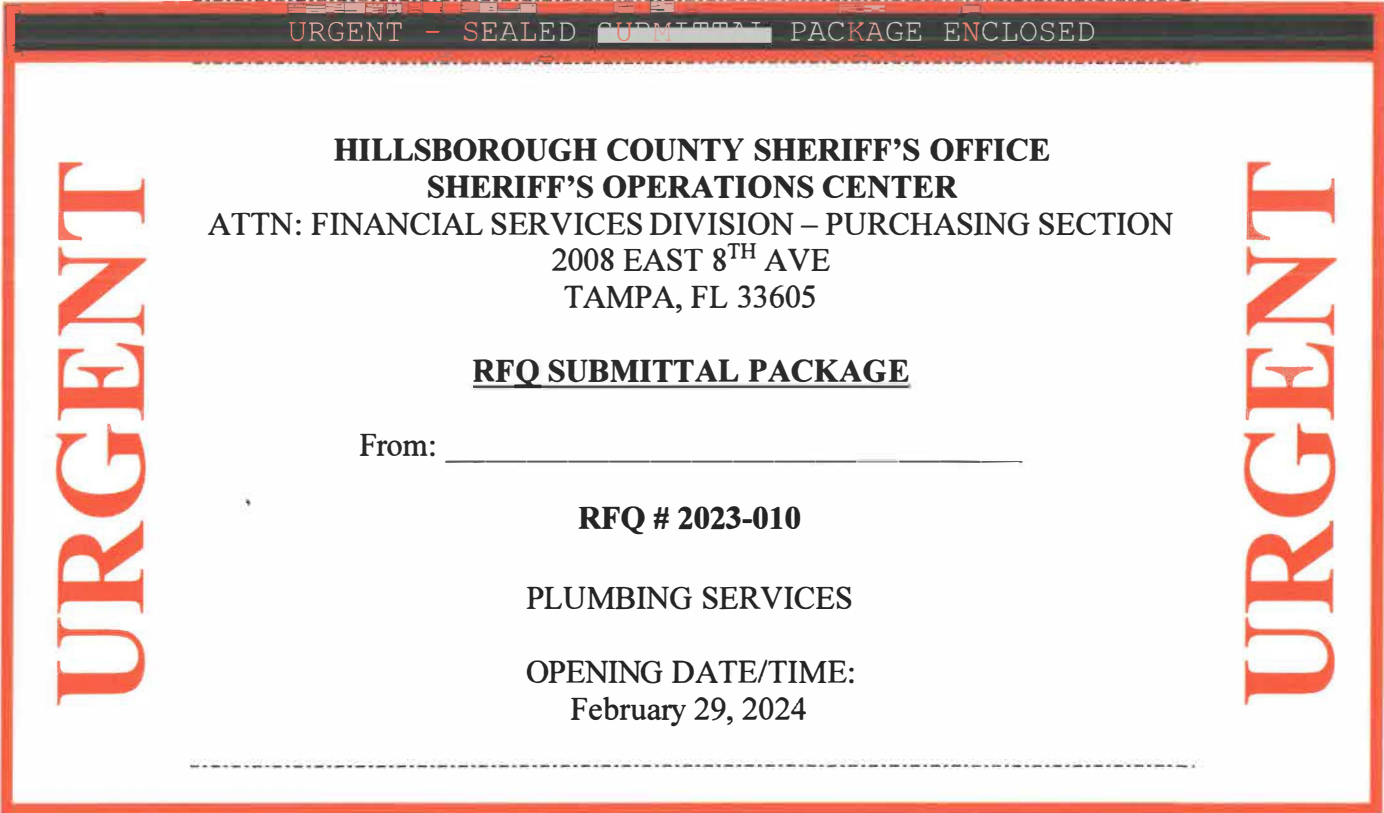 URGENT - SEALED SUBMITTAL PACKAGE ENCLOSED
URGENT
HILLSBOROUGH COUNTY SHERIFF'S OFFICE
SHERIFF'S OPERATIONS CENTER
ATTN: FINANCIAL SERVICES DIVISION – PURCHASING SECTION
2008 EAST 8TH AVE
TAMPA, FL 33605
RFQ SUBMITTAL PACKAGE
From:
RFQ # 2023-010
PLUMBING SERVICES
OPENING DATE/TIME:
February 29, 2024
URGENT